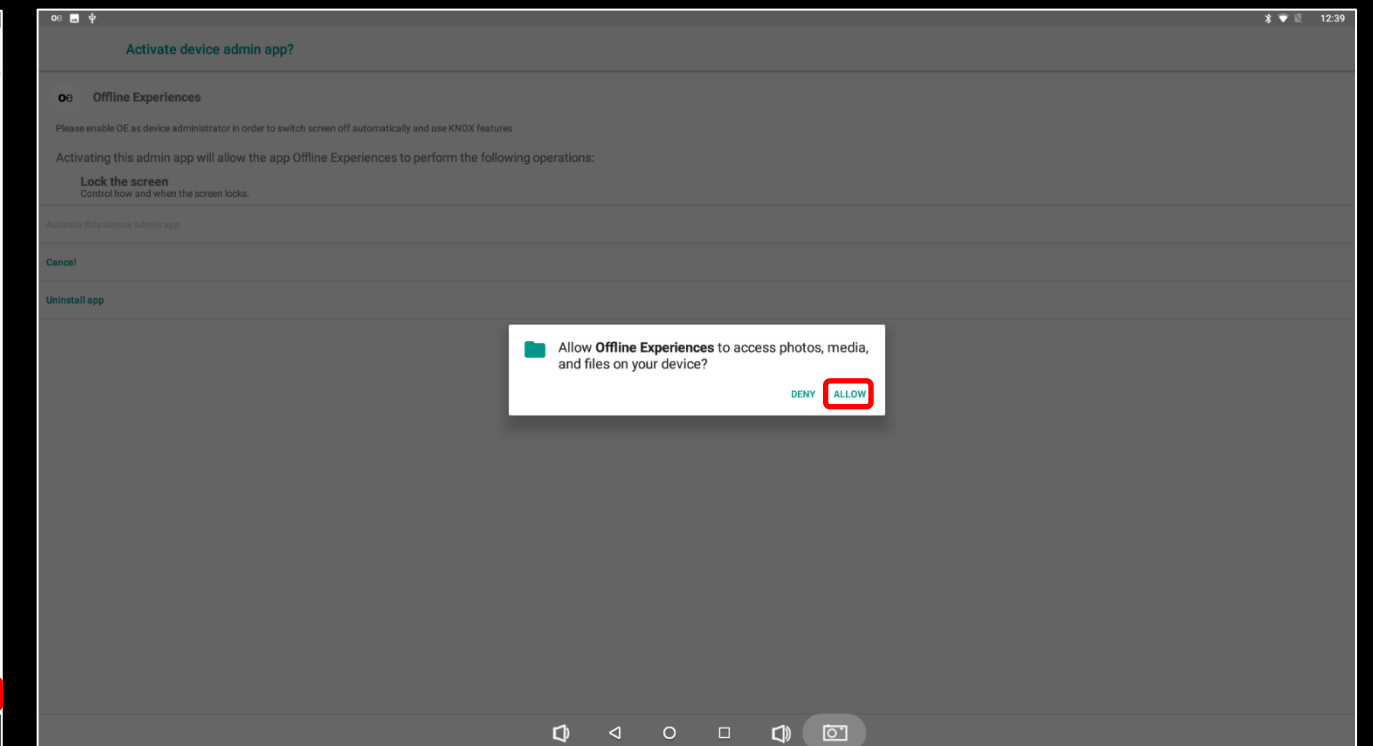 oe
12:39
Activate device admin app?
oe Offline Experiences
Please enable OE as device administrator in order to switch screen off automatically and use KNOX features
Activating this admin app will allow the app Offline Experiences to perform the following operations:
Lock the screen
Control how and when the screen locks.
Activate this device admin app
Cancel
Uninstall app
Allow Offline Experiences to access photos, media,
and files on your device?
DENY ALLOW